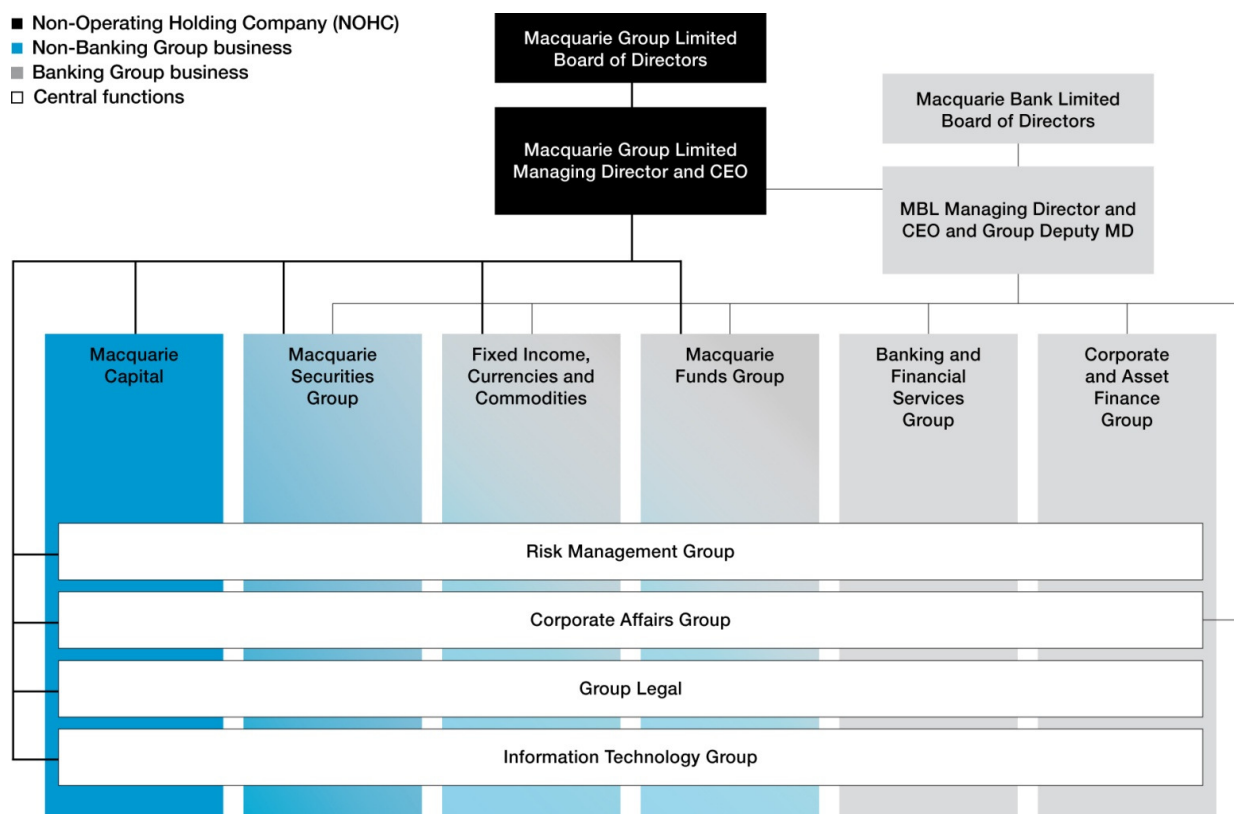 Non-Operating Holding Company (NOHC)
Non-Banking Group business
Banking Group business
Central functions
Macquarie Group Limited
Board of Directors
Macquarie Group Limited
Managing Director and CEO
Macquarie Bank Limited
Board of Directors
MBL Managing Director and
CEO and Group Deputy MD
Macquarie
Capital
Macquarie
Securities
Group
Fixed Income,
Currencies and
Commodities
Macquarie
Funds Group
Banking and
Financial
Services
Group
Corporate
and Asset
Finance
Group
Risk Management Group
Corporate Affairs Group
Group Legal
Information Technology Group